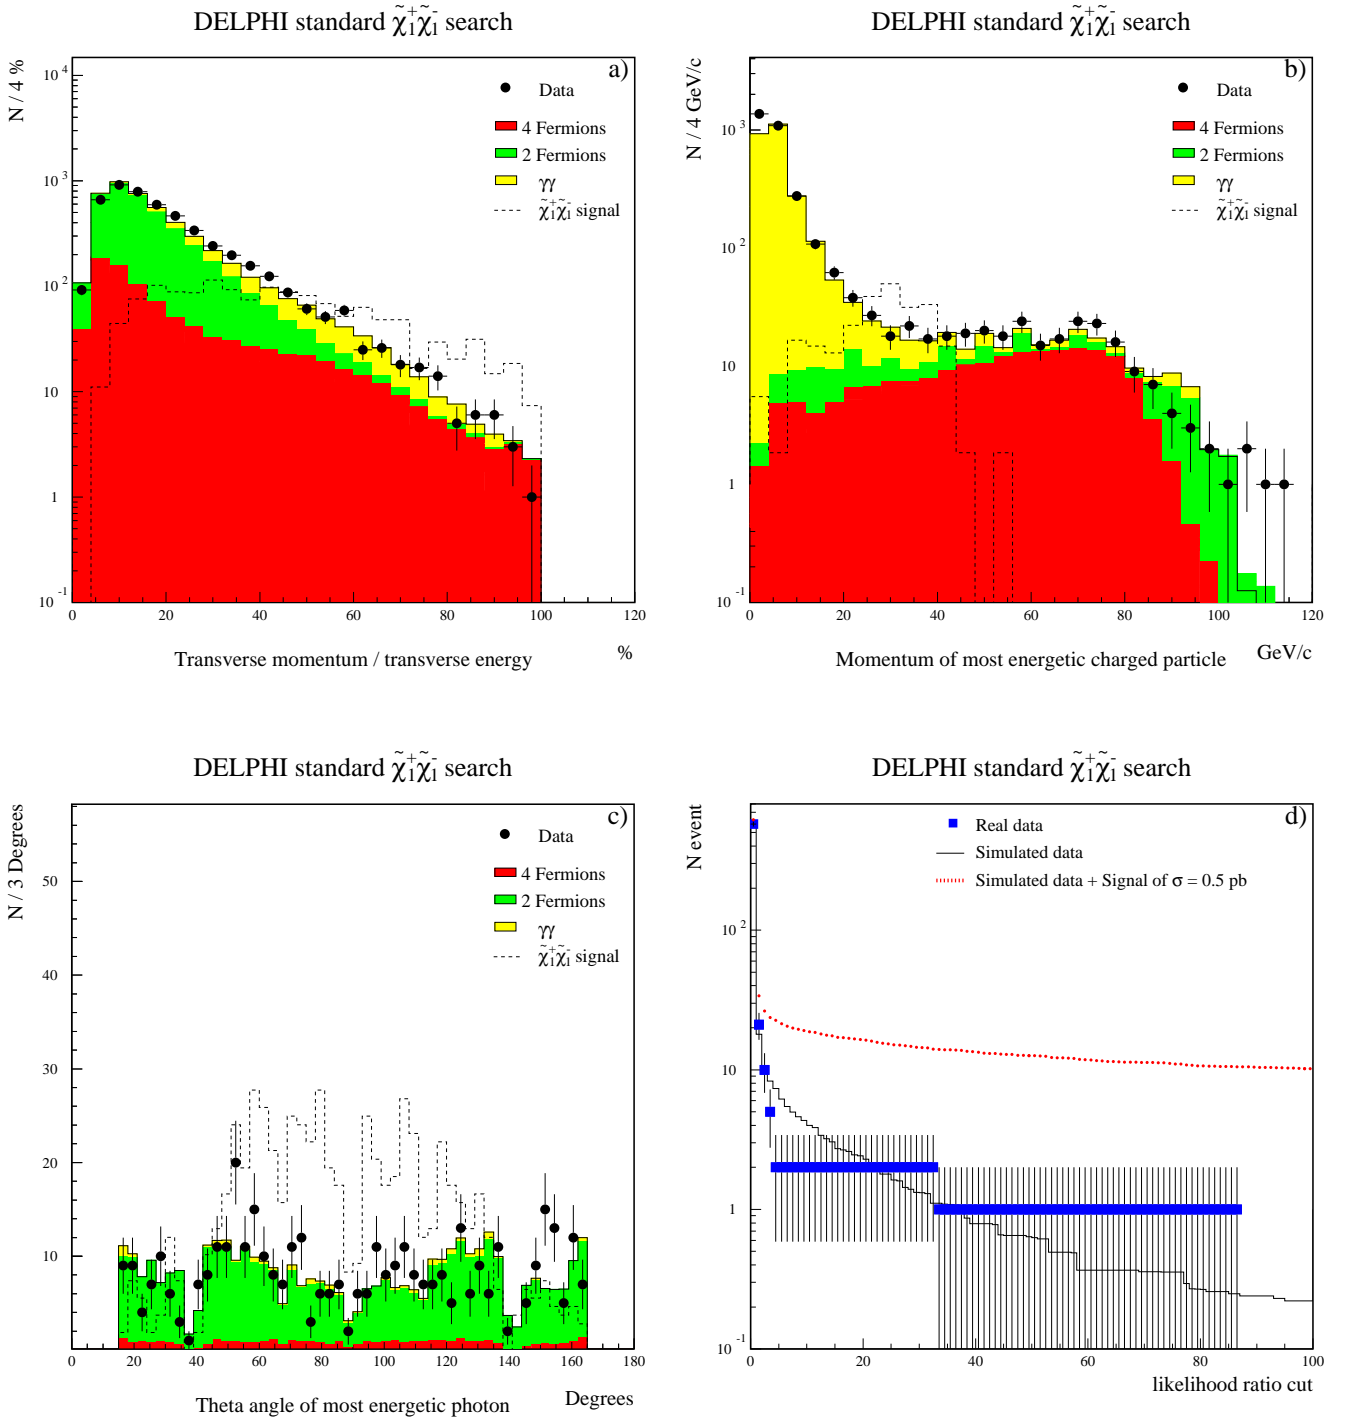 DELPHI standard χ̃₁⁺χ̃₁⁻ search
a)
N / 4 %
Data
4 Fermions
2 Fermions
γγ
χ̃₁⁺χ̃₁⁻ signal
10⁴
10³
10²
10
1
10⁻¹
0 20 40 60 80 100 120
Transverse momentum / transverse energy
%
DELPHI standard χ̃₁⁺χ̃₁⁻ search
b)
N / 4 GeV/c
Data
4 Fermions
2 Fermions
γγ
χ̃₁⁺χ̃₁⁻ signal
10³
10²
10
1
10⁻¹
0 20 40 60 80 100 120
Momentum of most energetic charged particle
GeV/c
DELPHI standard χ̃₁⁺χ̃₁⁻ search
c)
N / 3 Degrees
Data
4 Fermions
2 Fermions
γγ
χ̃₁⁺χ̃₁⁻ signal
50
40
30
20
10
0 20 40 60 80 100 120 140 160 180
Theta angle of most energetic photon
Degrees
DELPHI standard χ̃₁⁺χ̃₁⁻ search
d)
N event
Real data
Simulated data
Simulated data + Signal of σ = 0.5 pb
10²
10
1
10⁻¹
0 20 40 60 80 100
likelihood ratio cut